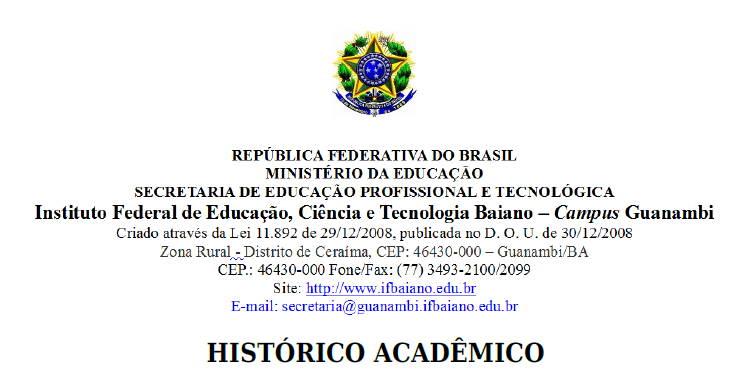 REPÚBLICA FEDERATIVA DO BRASIL
MINISTÉRIO DA EDUCAÇÃO
SECRETARIA DE EDUCAÇÃO PROFISSIONAL E TECNOLÓGICA
Instituto Federal de Educação, Ciência e Tecnologia Baiano – Campus Guanambi
Criado através da Lei 11.892 de 29/12/2008, publicada no D. O. U. de 30/12/2008
Zona Rural - Distrito de Ceraíma, CEP: 46430-000 – Guanambi/BA
CEP.: 46430-000 Fone/Fax: (77) 3493-2100/2099
Site: http://www.ifbaiano.edu.br
E-mail: secretaria@guanambi.ifbaiano.edu.br
HISTÓRICO ACADÊMICO